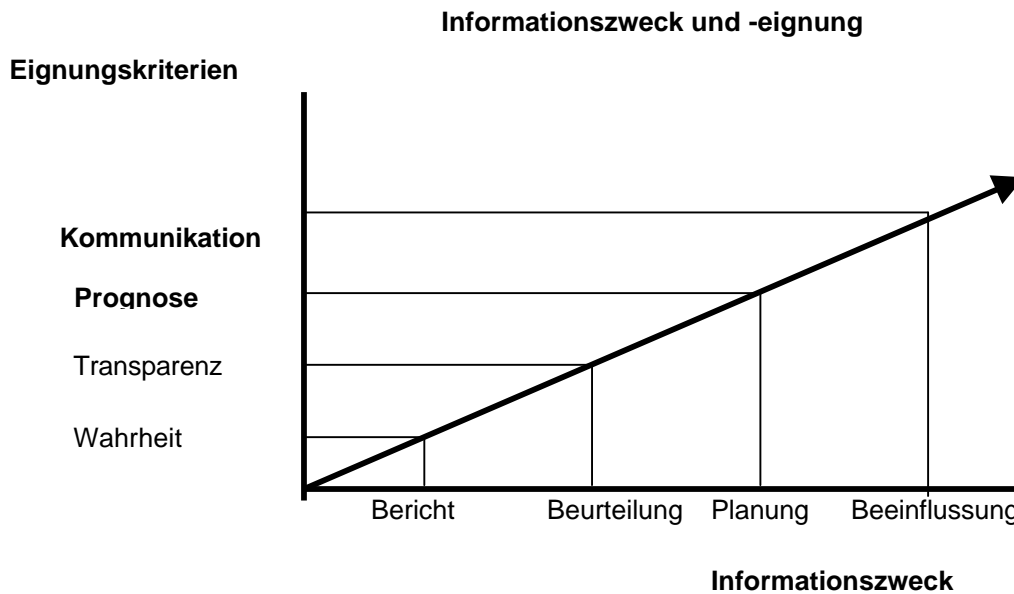 Informationszweck und -eignung
Eignungskriterien
Kommunikation
Prognose
Transparenz
Wahrheit
Bericht Beurteilung Planung Beeinflussung
Informationszweck